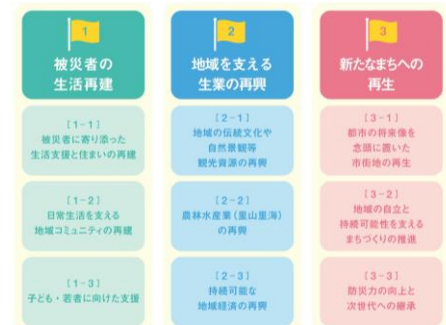 1
被災者の
生活再建
[1-1]
被災者に寄り添った
生活支援と住まいの再建
[1-2]
日常生活を支える
地域コミュニティの再建
[1-3]
子ども・若者に向けた支援
2
地域を支える
生業の再興
[2-1]
地域の伝統文化や
自然景観等
観光資源の再興
[2-2]
農林水産業(里山里海)
の再興
[2-3]
持続可能な
地域経済の再興
3
新たなまちへの
再生
[3-1]
都市の将来像を
念頭に置いた
市街地の再生
[3-2]
地域の自立と
持続可能性を支える
まちづくりの推進
[3-3]
防災力の向上と
次世代への継承